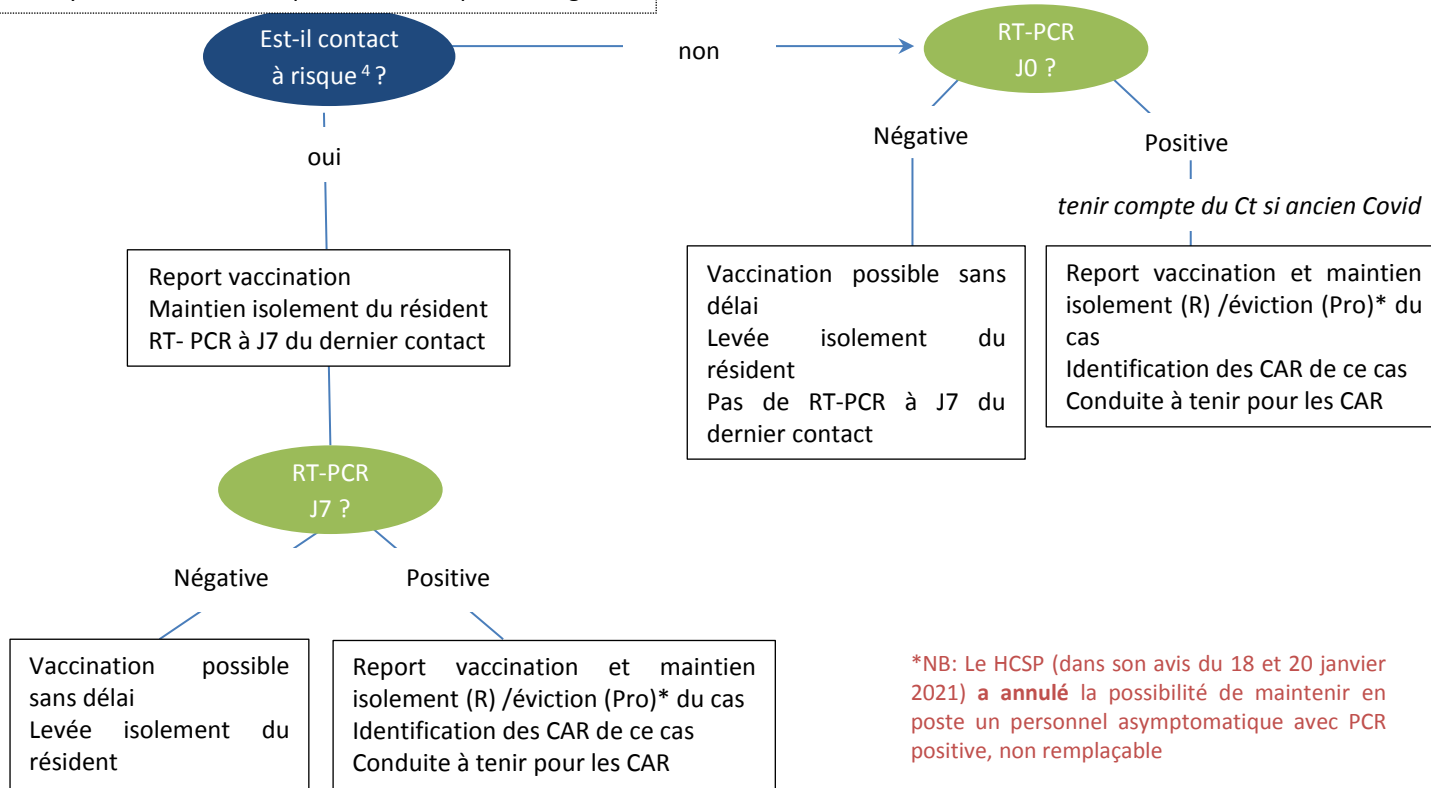 Est-il contact
à risque 4 ?
non
RT-PCR
J0 ?
oui
Négative
Positive
tenir compte du Ct si ancien Covid
Report vaccination
Maintien isolement du résident
RT- PCR à J7 du dernier contact
Vaccination possible sans
délai
Levée isolement du
résident
Pas de RT-PCR à J7 du
dernier contact
Report vaccination et maintien
isolement (R) /éviction (Pro)* du
cas
Identification des CAR de ce cas
Conduite à tenir pour les CAR
RT-PCR
J7 ?
Négative
Positive
Vaccination possible
sans délai
Levée isolement du
résident
Report vaccination et maintien
isolement (R) /éviction (Pro)* du cas
Identification des CAR de ce cas
Conduite à tenir pour les CAR
*NB: Le HCSP (dans son avis du 18 et 20 janvier
2021) a annulé la possibilité de maintenir en
poste un personnel asymptomatique avec PCR
positive, non remplaçable